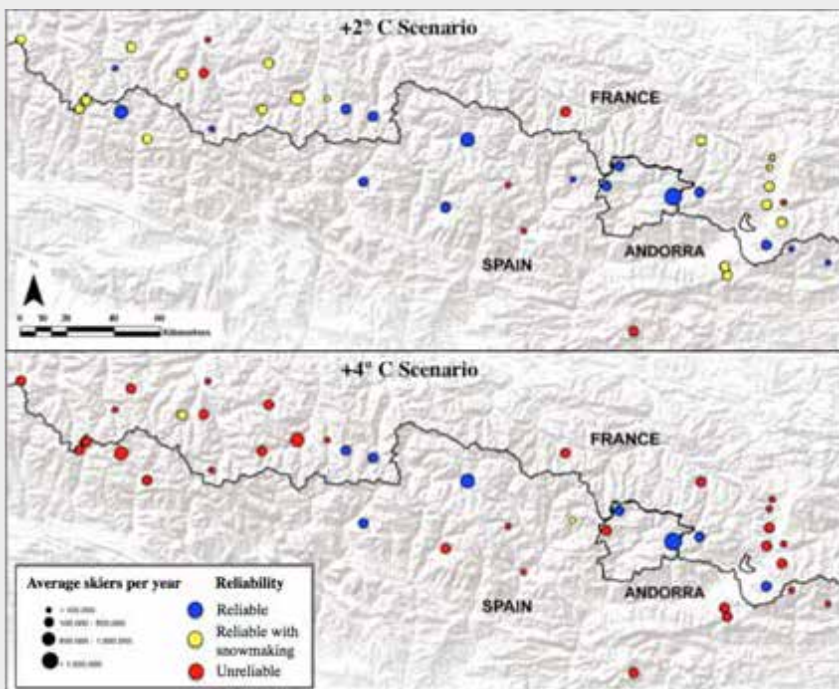 +2° C Scenario
FRANCE
ANDORRA
SPAIN
Kilometers
+4° C Scenario
FRANCE
ANDORRA
SPAIN
Average skiers per year
Reliability
Reliable
Reliable with
snowmaking
Unreliable